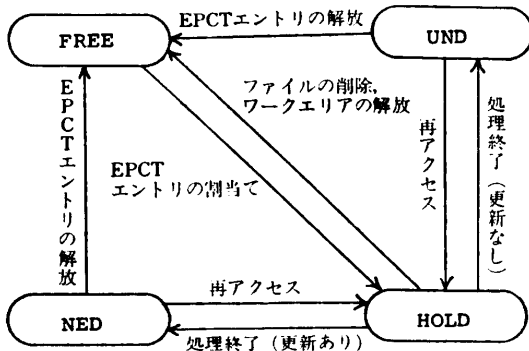 EPCTエントリの解放
FREE
UND
ファイルの削除,
ワークエリアの解放
EPCTエントリの解放
EPCT
エントリの割当て
再アクセス
処理終了（更新なし）
再アクセス
NED
HOLD
処理終了（更新あり）